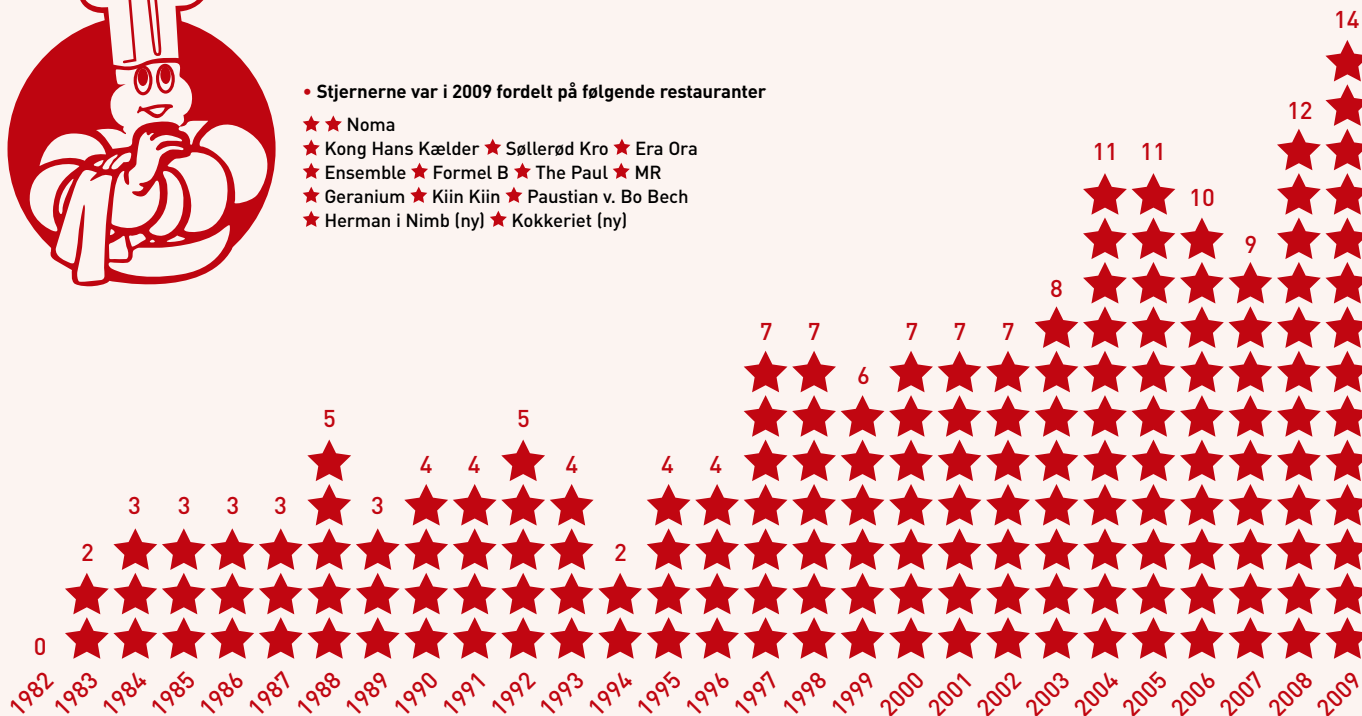 • Stjernerne var i 2009 fordelt på følgende restauranter
★ ★ Noma
★ Kong Hans Kælder ★ Søllerød Kro ★ Era Ora
★ Ensemble ★ Formel B ★ The Paul ★ MR
★ Geranium ★ Kiin Kiin ★ Paustian v. Bo Bech
★ Herman i Nimb (ny) ★ Kokkeriet (ny)
0 2 3 3 3 3 5 3 4 4 5 4 2 4 4 7 7 6 7 7 7 8 11 11 10 9 12 14
1982 1983 1984 1985 1986 1987 1988 1989 1990 1991 1992 1993 1994 1995 1996 1997 1998 1999 2000 2001 2002 2003 2004 2005 2006 2007 2008 2009